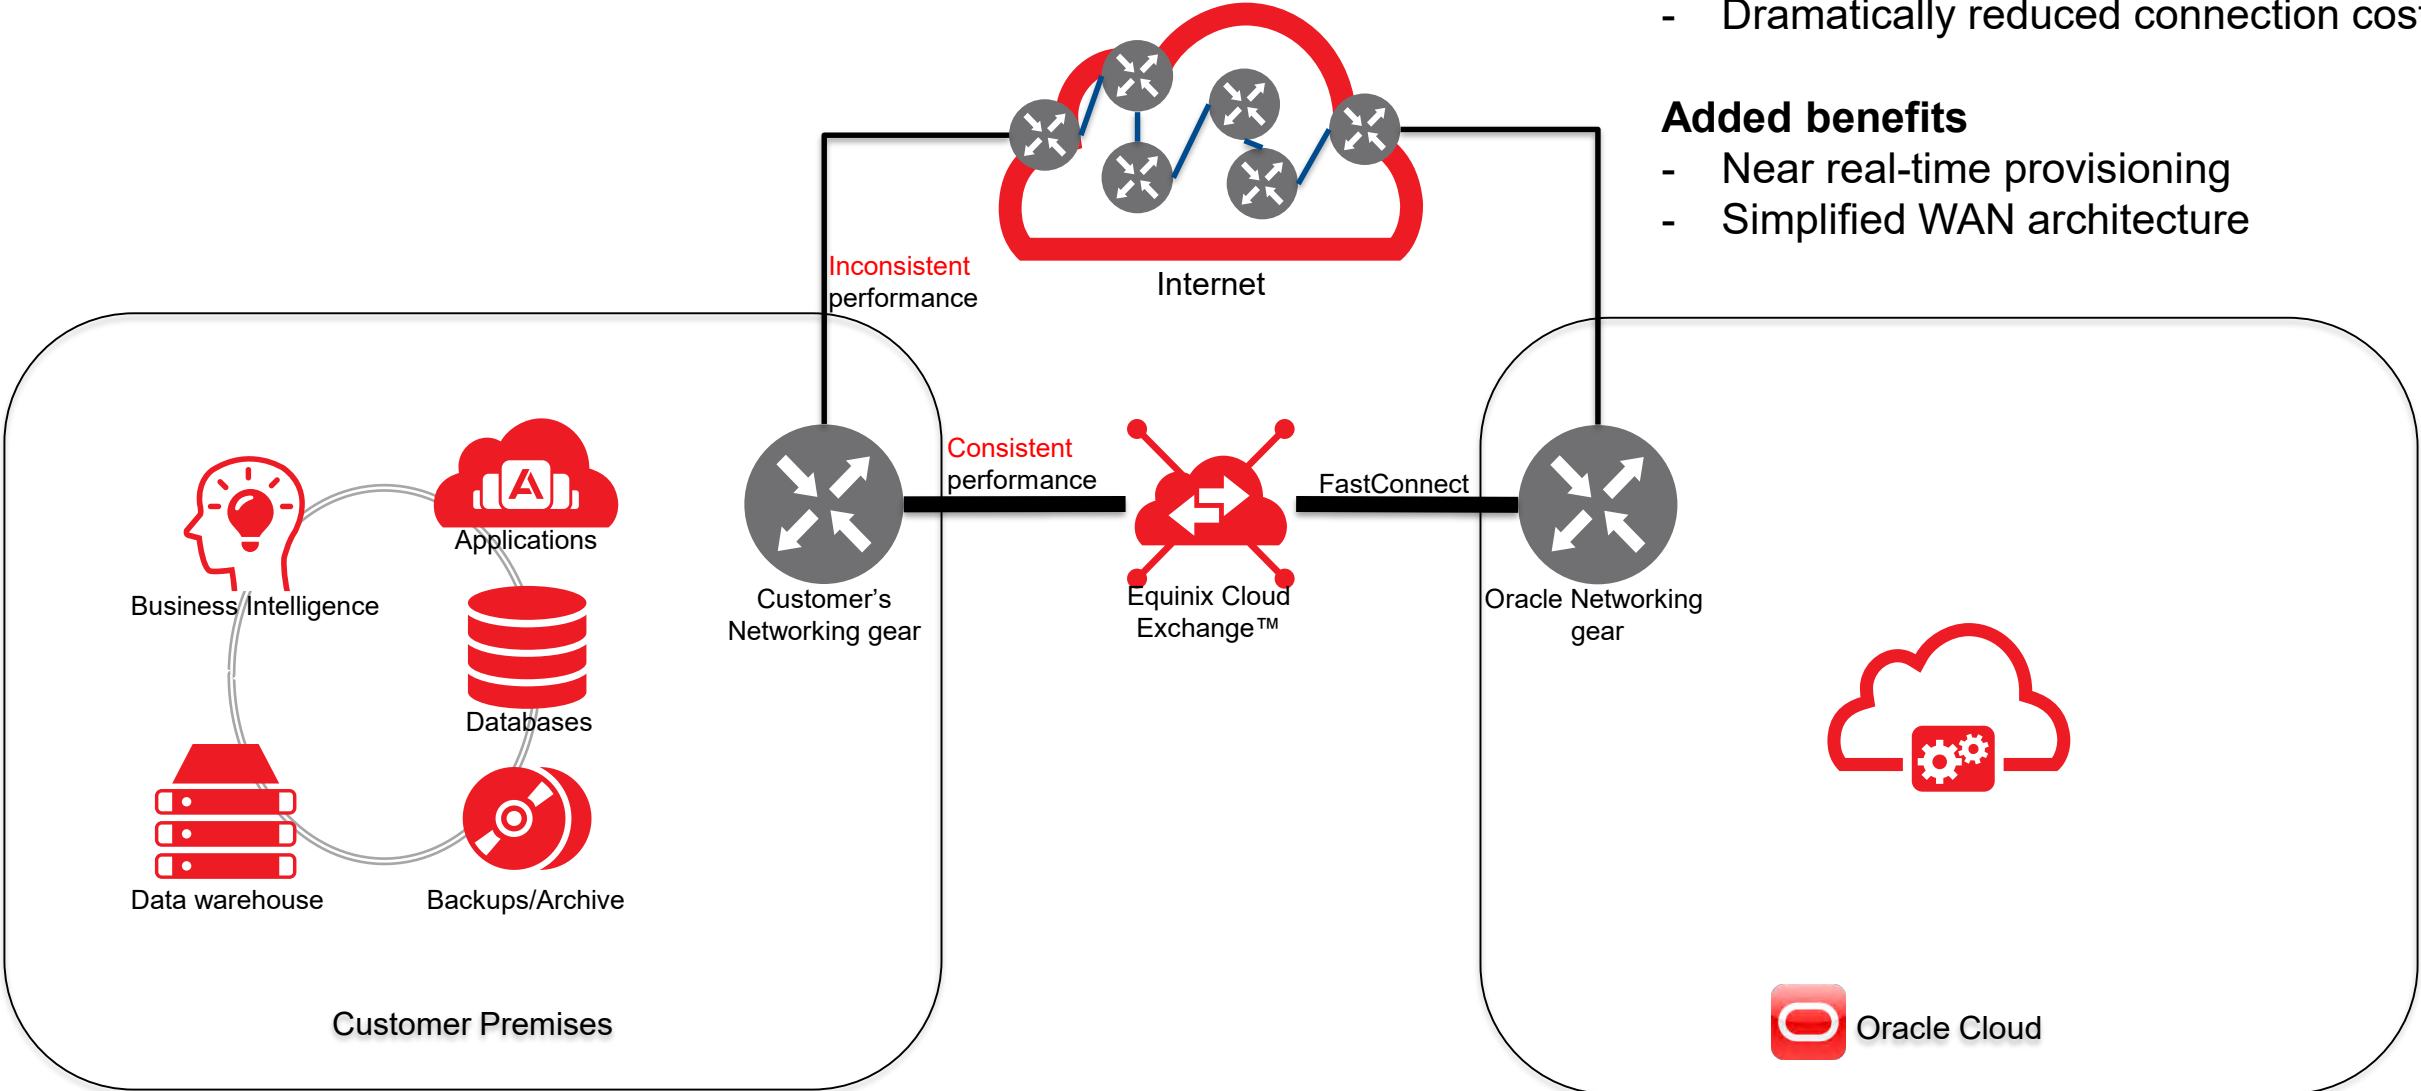 - Dramatically reduced connection cos
Added benefits
- Near real-time provisioning
- Simplified WAN architecture
Internet
Inconsistent
performance
Consistent
performance
FastConnect
Applications
Business Intelligence
Databases
Data warehouse
Backups/Archive
Customer’s
Networking gear
Equinix Cloud
Exchange™
Oracle Networking
gear
Customer Premises
Oracle Cloud